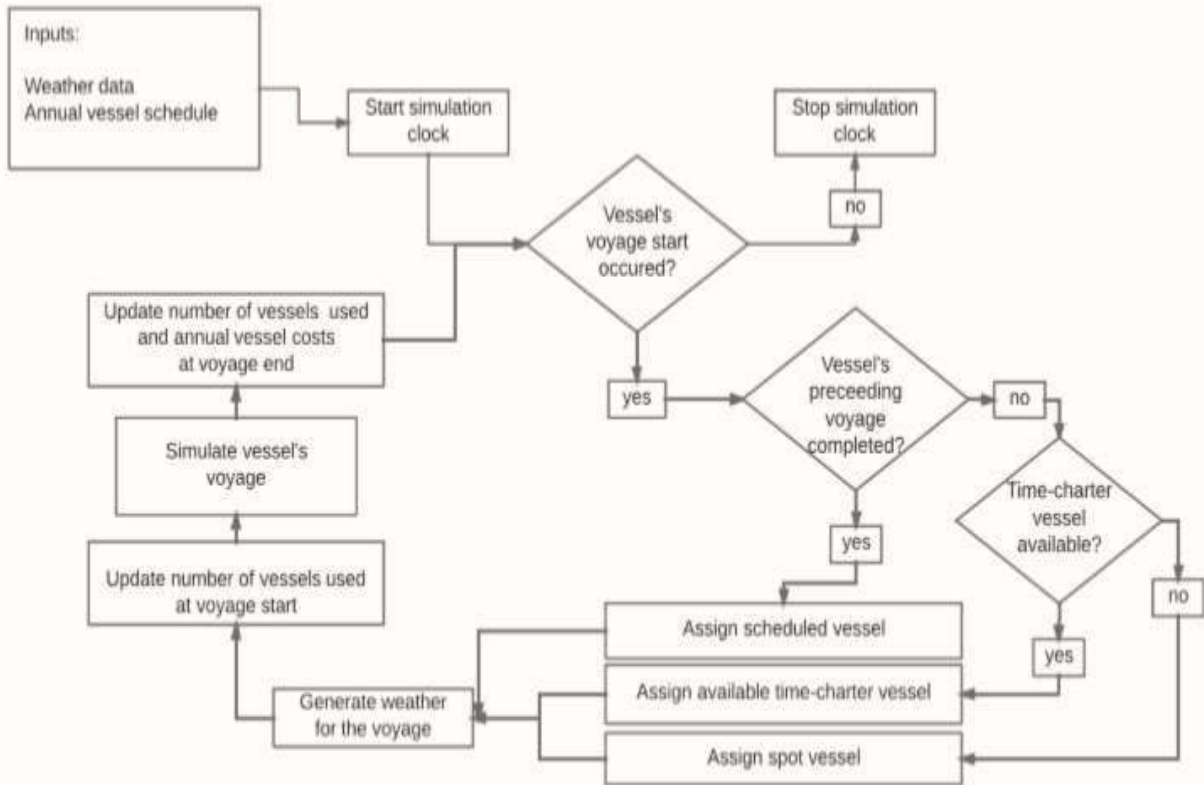 Inputs:
Weather data
Annual vessel schedule
Start simulation
clock
Stop simulation
clock
no
Vessel's
voyage start
occured?
Update number of vessels used
and annual vessel costs
at voyage end
yes
Vessel's
preceeding
voyage
completed?
no
Simulate vessel's
voyage
Time-charter
vessel
available?
yes
no
Update number of vessels used
at voyage start
Assign scheduled vessel
yes
Assign available time-charter vessel
Generate weather
for the voyage
Assign spot vessel